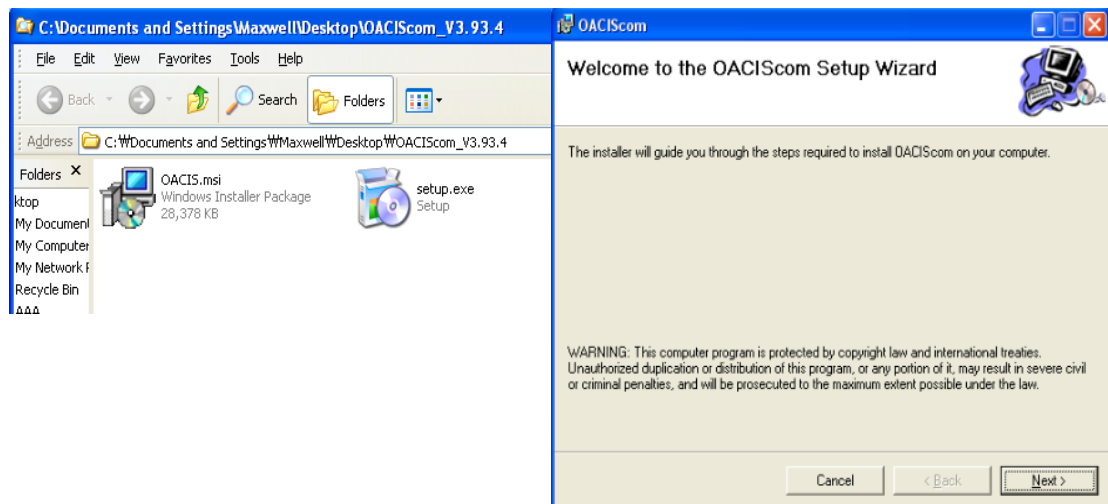 C:\Documents and Settings\Maxwell\Desktop\OACIScom_V3.93.4
File Edit View Favorites Tools Help
Back Search Folders
Address C:₩Documents and Settings₩Maxwell₩Desktop₩OACIScom_V3.93.4
Folders X
ktop
My Document
My Computer
My Network P
Recycle Bin
AAA
OACIS.msi
Windows Installer Package
28,378 KB
setup.exe
Setup
OACIScom
Welcome to the OACIScom Setup Wizard
The installer will guide you through the steps required to install OACIScom on your computer.
WARNING: This computer program is protected by copyright law and international treaties.
Unauthorized duplication or distribution of this program, or any portion of it, may result in severe civil
or criminal penalties, and will be prosecuted to the maximum extent possible under the law.
Cancel < Back Next >